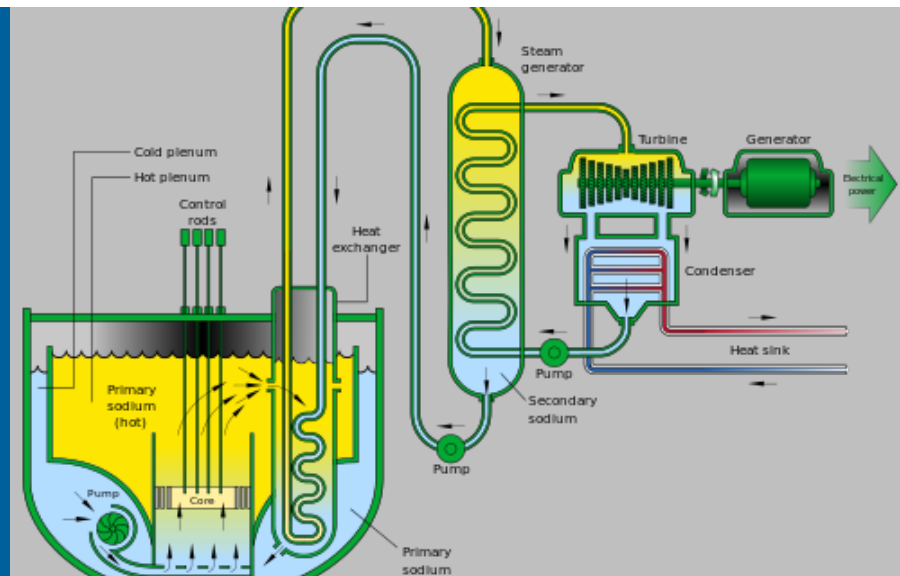 Steam
generator
Turbine
Generator
Electrical
power
Cold plenum
Hot plenum
Control
rods
Heat
exchanger
Condenser
Heat sink
Pump
Primary
sodium
(hot)
Secondary
sodium
Pump
Pump
Core
Primary
sodium